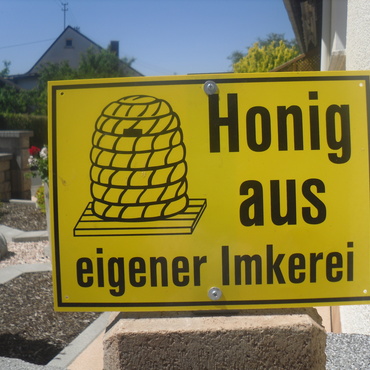 Honig
aus
eigener Imkerei